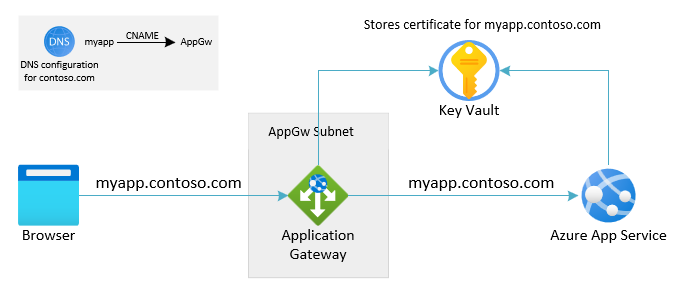 Stores certificate for myapp.contoso.com
DNS
myapp CNAME AppGw
DNS configuration
for contoso.com
Key Vault
AppGw Subnet
myapp.contoso.com
myapp.contoso.com
Browser
Application
Gateway
Azure App Service